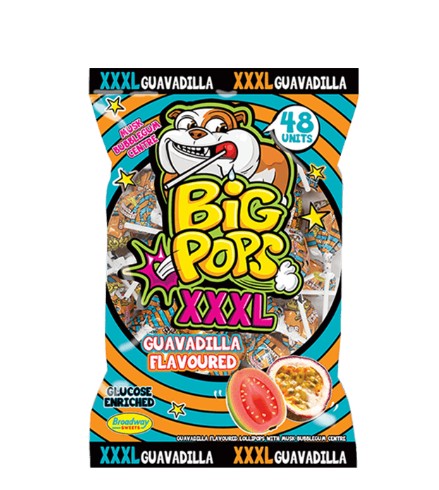 XXXL GUAVADILLA XXXL GUAVADILLA
MUSK
BUBBLEGUM
CENTRE
48
UNITS
BiG
POPS
XXXL
GUAVADILLA
FLAVOURED
GLUCOSE
ENRICHED
Broadway
SWEETS
GUAVADILLA FLAVOURED LOLLIPOPS WITH MUSK BUBBLEGUM CENTRE
XXXL GUAVADILLA XXXL GUAVADILLA